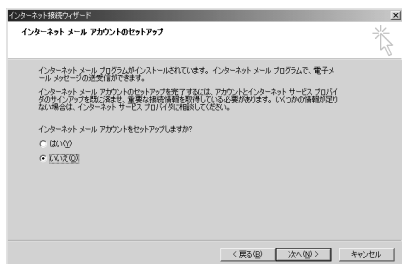 インターネット接続ウィザード
インターネット メール アカウントのセットアップ
インターネット メール プログラムがインストールされています。インターネット メール プログラムで、電子メ
ール メッセージの送受信ができます。
インターネット メール アカウントのセットアップを完了するには、アカウントとインターネット サービス プロバイ
ダのサインアップを既に済ませ、重要な接続情報を取得している必要があります。いくつかの情報が足り
ない場合は、インターネット サービス プロバイダに相談してください。
インターネット メール アカウントをセットアップしますか?
はい(Y)
いいえ(O)
< 戻る(B)
次へ(N) >
キャンセル